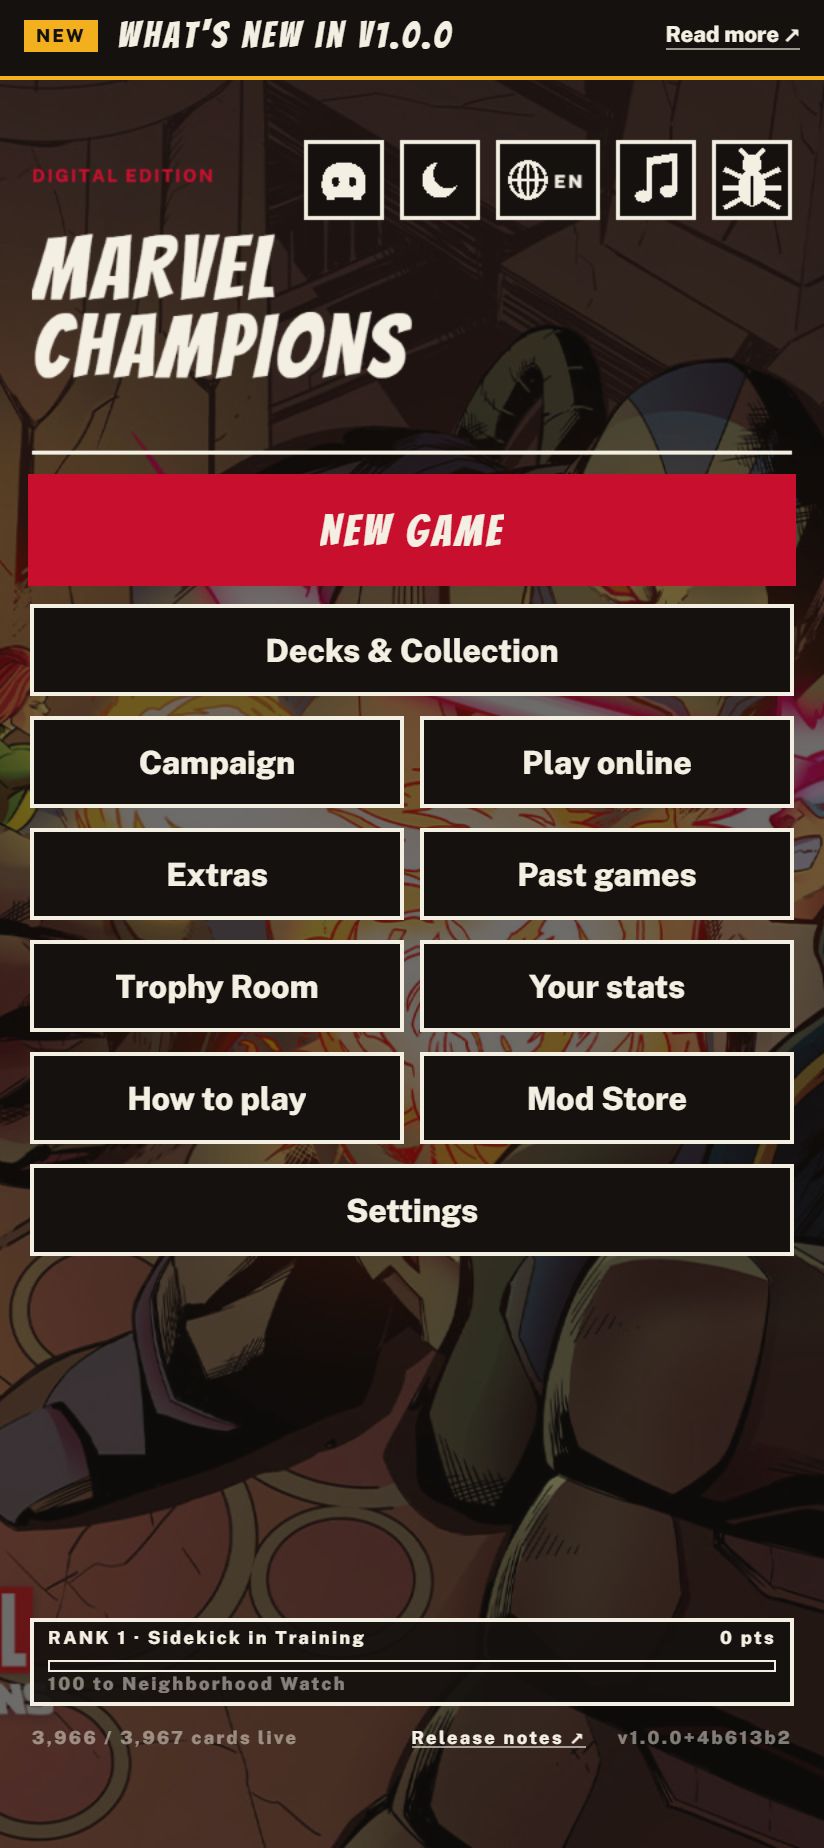 NEW WHAT'S NEW IN V1.0.0 Read more ↗
DIGITAL EDITION
EN
MARVEL
CHAMPIONS
NEW GAME
Decks & Collection
Campaign
Play online
Extras
Past games
Trophy Room
Your stats
How to play
Mod Store
Settings
RANK 1 · Sidekick in Training 0 pts
100 to Neighborhood Watch
3,966 / 3,967 cards live Release notes ↗ v1.0.0+4b613b2